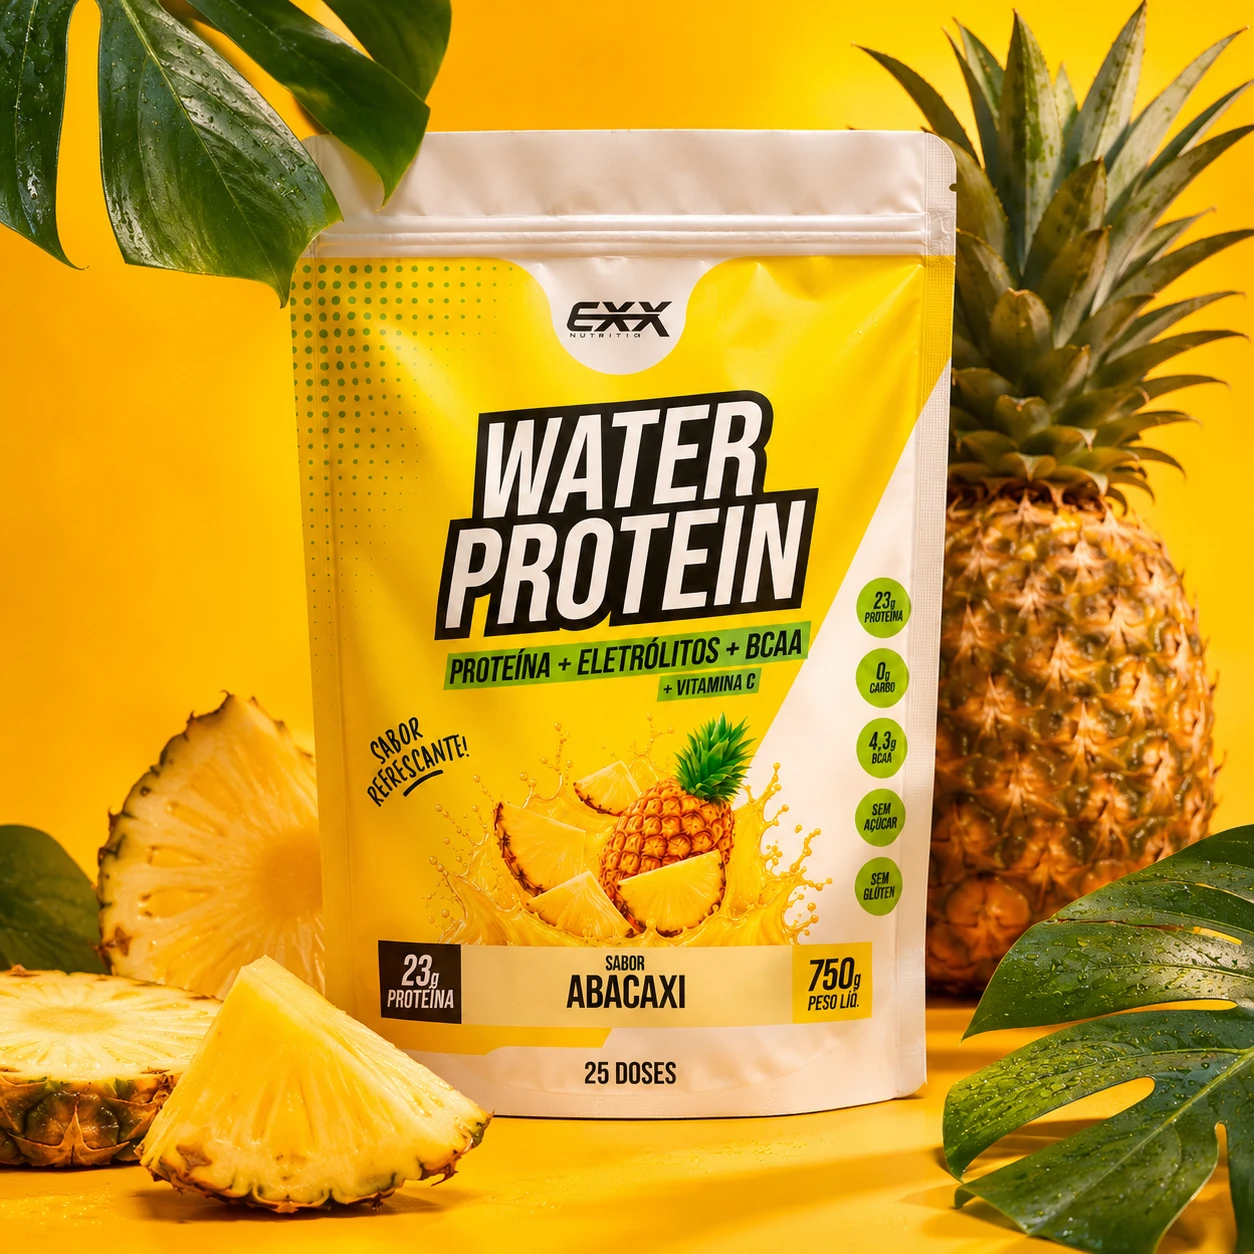 EXX
NUTRITION
WATER
PROTEIN
PROTEÍNA + ELETRÓLITOS + BCAA
+ VITAMINA C
SABOR
REFRESCANTE!
23g
PROTEÍNA
0g
CARBO
4,3g
BCAA
SEM
AÇÚCAR
SEM
GLÚTEN
23g
PROTEÍNA
SABOR
ABACAXI
750g
PESO LÍQ.
25 DOSES